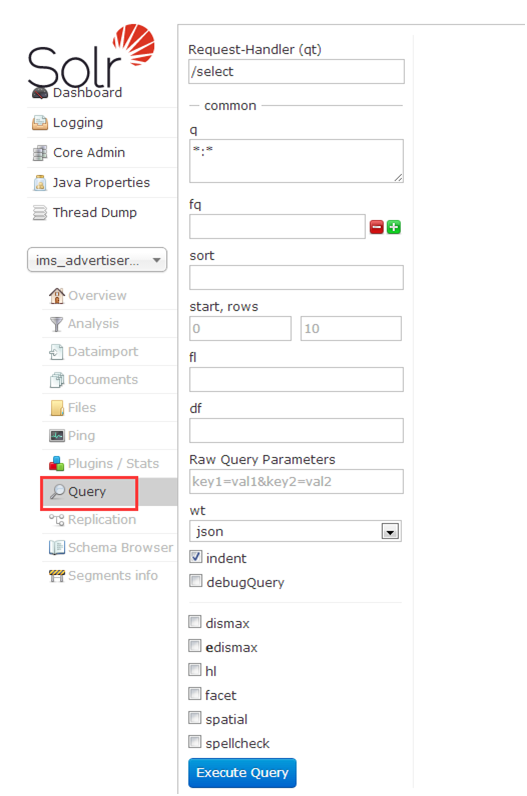 Solr
Dashboard
Logging
Core Admin
Java Properties
Thread Dump
ims_advertiser...
Overview
Analysis
Dataimport
Documents
Files
Ping
Plugins / Stats
Query
Replication
Schema Browser
Segments info
Request-Handler (qt)
/select
common
q
*:*
fq
sort
start, rows
0 10
fl
df
Raw Query Parameters
key1=val1&key2=val2
wt
json
indent
debugQuery
dismax
edismax
hl
facet
spatial
spellcheck
Execute Query